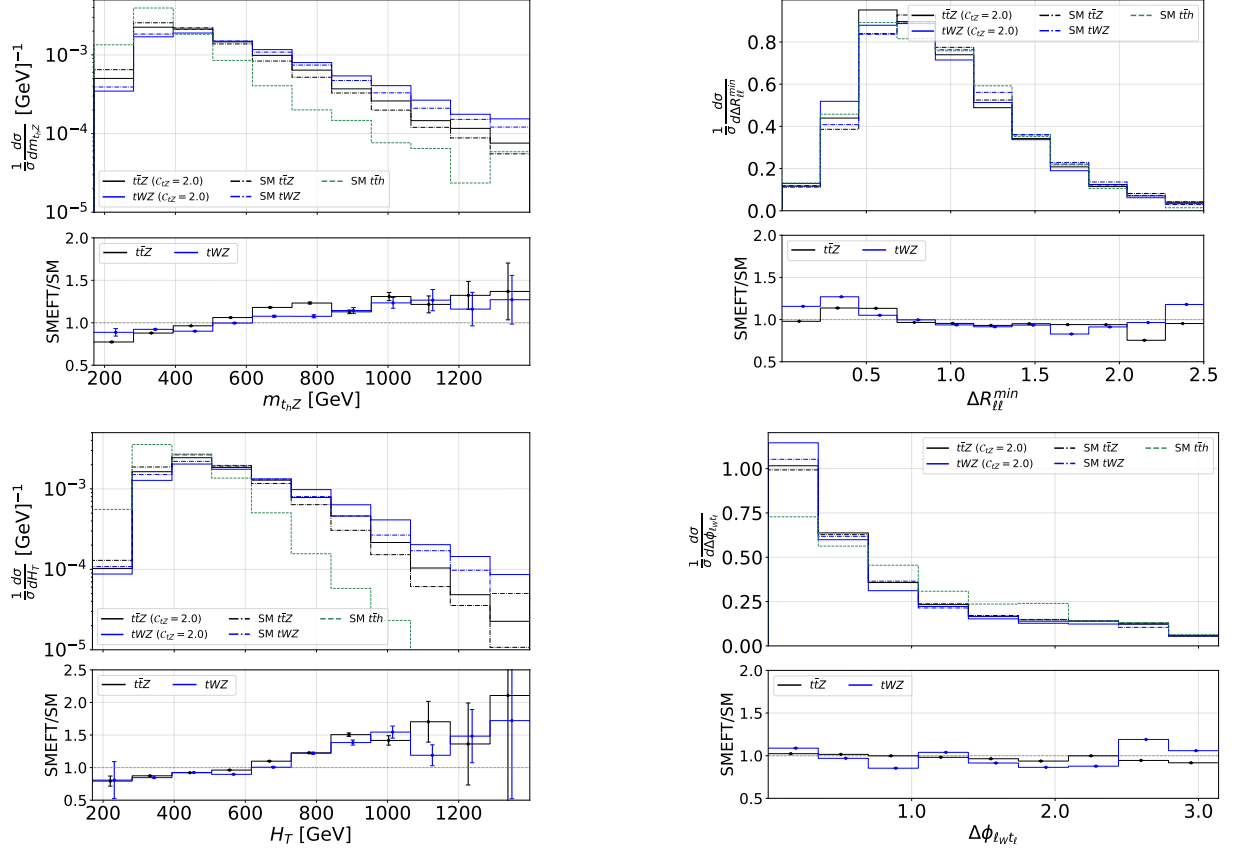 10⁻³
10⁻⁴
10⁻⁵
1/σ dσ/dm_{t_hZ} [GeV]⁻¹
tt̄Z (C_{tZ} = 2.0)
tWZ (C_{tZ} = 2.0)
SM tt̄Z
SM tWZ
SM tt̄h
2.0
1.5
1.0
0.5
SMEFT/SM
tt̄Z
tWZ
200 400 600 800 1000 1200
m_{t_hZ} [GeV]
0.8
0.6
0.4
0.2
0.0
1/σ dσ/dΔR_{ℓℓ}^{min}
tt̄Z (C_{tZ} = 2.0)
tWZ (C_{tZ} = 2.0)
SM tt̄Z
SM tWZ
SM tt̄h
2.0
1.5
1.0
0.5
SMEFT/SM
tt̄Z
tWZ
0.5 1.0 1.5 2.0 2.5
ΔR_{ℓℓ}^{min}
10⁻³
10⁻⁴
10⁻⁵
1/σ dσ/dH_T [GeV]⁻¹
tt̄Z (C_{tZ} = 2.0)
tWZ (C_{tZ} = 2.0)
SM tt̄Z
SM tWZ
SM tt̄h
2.5
2.0
1.5
1.0
0.5
SMEFT/SM
tt̄Z
tWZ
200 400 600 800 1000 1200
H_T [GeV]
1.00
0.75
0.50
0.25
0.00
1/σ dσ/dΔϕ_{ℓ_Wt_ℓ}
tt̄Z (C_{tZ} = 2.0)
tWZ (C_{tZ} = 2.0)
SM tt̄Z
SM tWZ
SM tt̄h
2.0
1.5
1.0
0.5
SMEFT/SM
tt̄Z
tWZ
1.0 2.0 3.0
Δϕ_{ℓ_Wt_ℓ}